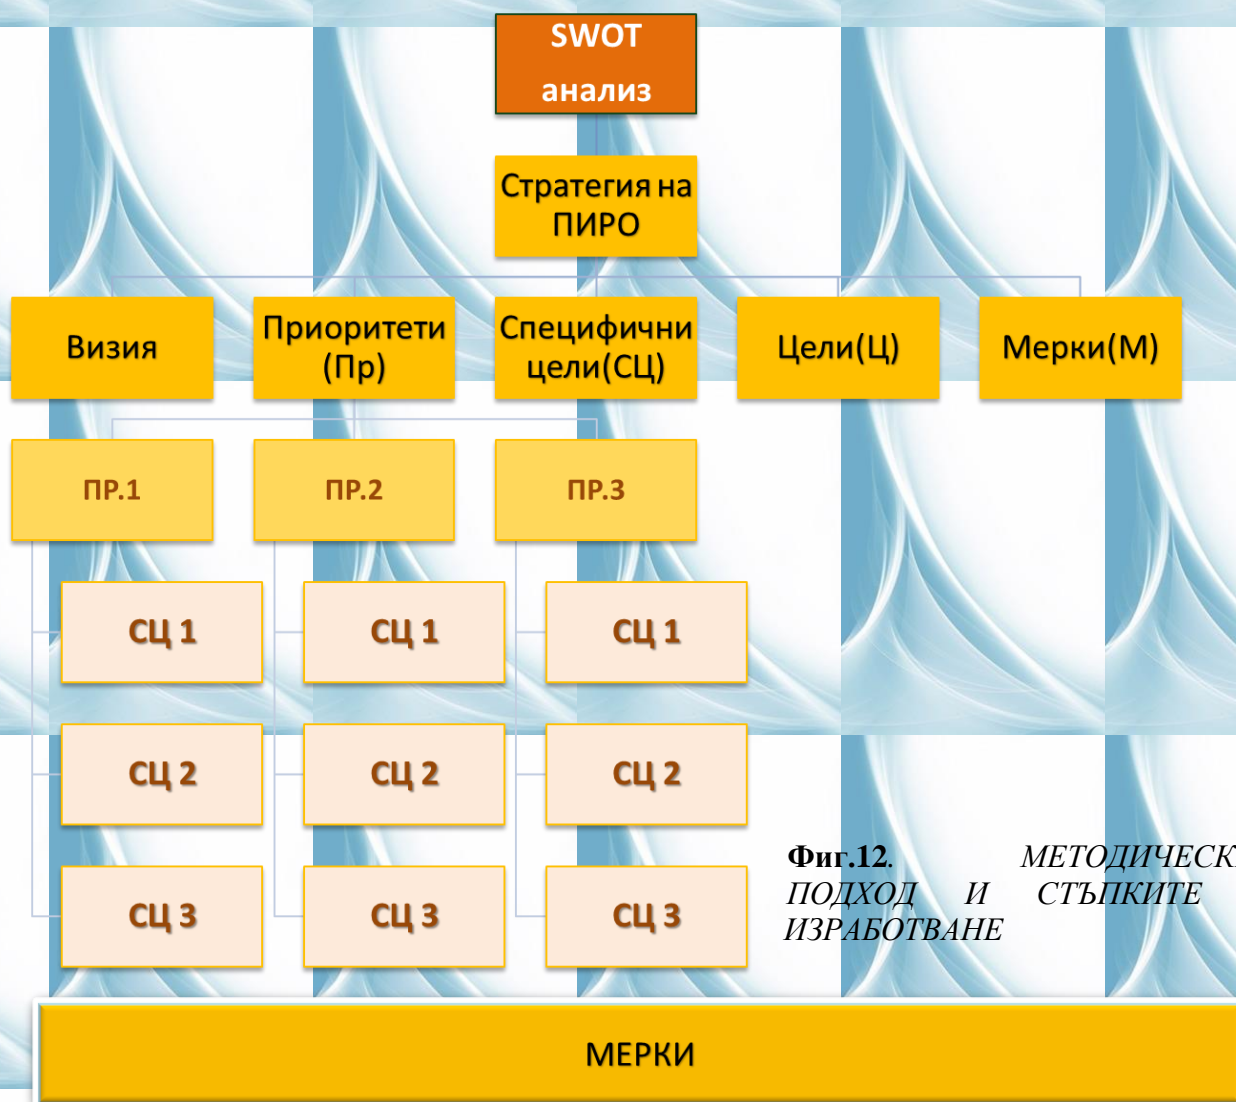 SWOT
анализ
Стратегия на
ПИРО
Визия
Приоритети
(Пр)
Специфични
цели(СЦ)
Цели(Ц)
Мерки(М)
ПР.1
ПР.2
ПР.3
СЦ 1
СЦ 1
СЦ 1
СЦ 2
СЦ 2
СЦ 2
СЦ 3
СЦ 3
СЦ 3
Фиг.12. МЕТОДИЧЕСК
ПОДХОД И СТЪПКИТЕ
ИЗРАБОТВАНЕ
МЕРКИ